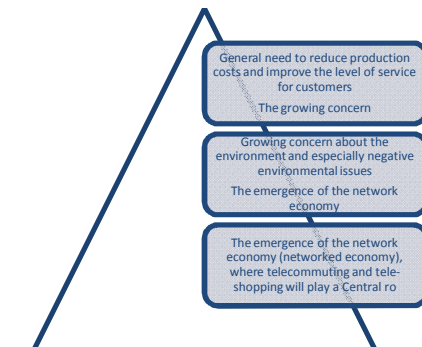 General need to reduce production
costs and improve the level of service
for customers
The growing concern
Growing concern about the
environment and especially negative
environmental issues
The emergence of the network
economy
The emergence of the network
economy (networked economy),
where telecommuting and tele-
shopping will play a Central ro